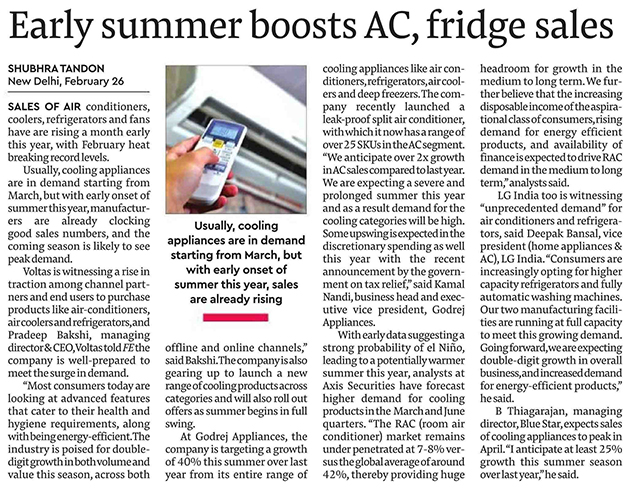 Early summer boosts AC, fridge sales
SHUBHRA TANDON
New Delhi, February 26
SALES OF AIR conditioners,
coolers, refrigerators and fans
have are rising a month early
this year, with February heat
breaking record levels.
Usually, cooling appliances
are in demand starting from
March, but with early onset of
summer this year, manufactur-
ers are already clocking
good sales numbers, and the
coming season is likely to see
peak demand.
Voltas is witnessing a rise in
traction among channel part-
ners and end users to purchase
products like air-conditioners,
air coolers and refrigerators, and
Pradeep Bakshi, managing
director & CEO, Voltas told FE the
company is well-prepared to
meet the surge in demand.
"Most consumers today are
looking at advanced features
that cater to their health and
hygiene requirements, along
with being energy-efficient. The
industry is poised for double-
digit growth in both volume and
value this season, across both
Usually, cooling
appliances are in demand
starting from March, but
with early onset of
summer this year, sales
are already rising
offline and online channels,"
said Bakshi. The company is also
gearing up to launch a new
range of cooling products across
categories and will also roll out
offers as summer begins in full
swing.
At Godrej Appliances, the
company is targeting a growth
of 40% this summer over last
year from its entire range of
cooling appliances like air con-
ditioners, refrigerators, air cool-
ers and deep freezers. The com-
pany recently launched a
leak-proof split air conditioner,
with which it now has a range of
over 25 SKUs in the AC segment.
"We anticipate over 2x growth
in AC sales compared to last year.
We are expecting a severe and
prolonged summer this year
and as a result demand for the
cooling categories will be high.
Some upswing is expected in the
discretionary spending as well
this year with the recent
announcement by the govern-
ment on tax relief," said Kamal
Nandi, business head and exec-
utive vice president, Godrej
Appliances.
With early data suggesting a
strong probability of el Niño,
leading to a potentially warmer
summer this year, analysts at
Axis Securities have forecast
higher demand for cooling
products in the March and June
quarters. "The RAC (room air
conditioner) market remains
under penetrated at 7-8% ver-
sus the global average of around
42%, thereby providing huge
headroom for growth in the
medium to long term. We fur-
ther believe that the increasing
disposable income of the aspira-
tional class of consumers, rising
demand for energy efficient
products, and availability of
finance is expected to drive RAC
demand in the medium to long
term," analysts said.
LG India too is witnessing
"unprecedented demand" for
air conditioners and refrigera-
tors, said Deepak Bansal, vice
president (home appliances &
AC), LG India. "Consumers are
increasingly opting for higher
capacity refrigerators and fully
automatic washing machines.
Our two manufacturing facili-
ties are running at full capacity
to meet this growing demand.
Going forward, we are expecting
double-digit growth in overall
business, and increased demand
for energy-efficient products,"
he said.
B Thiagarajan, managing
director, Blue Star, expects sales
of cooling appliances to peak in
April. "I anticipate at least 25%
growth this summer season
over last year," he said.